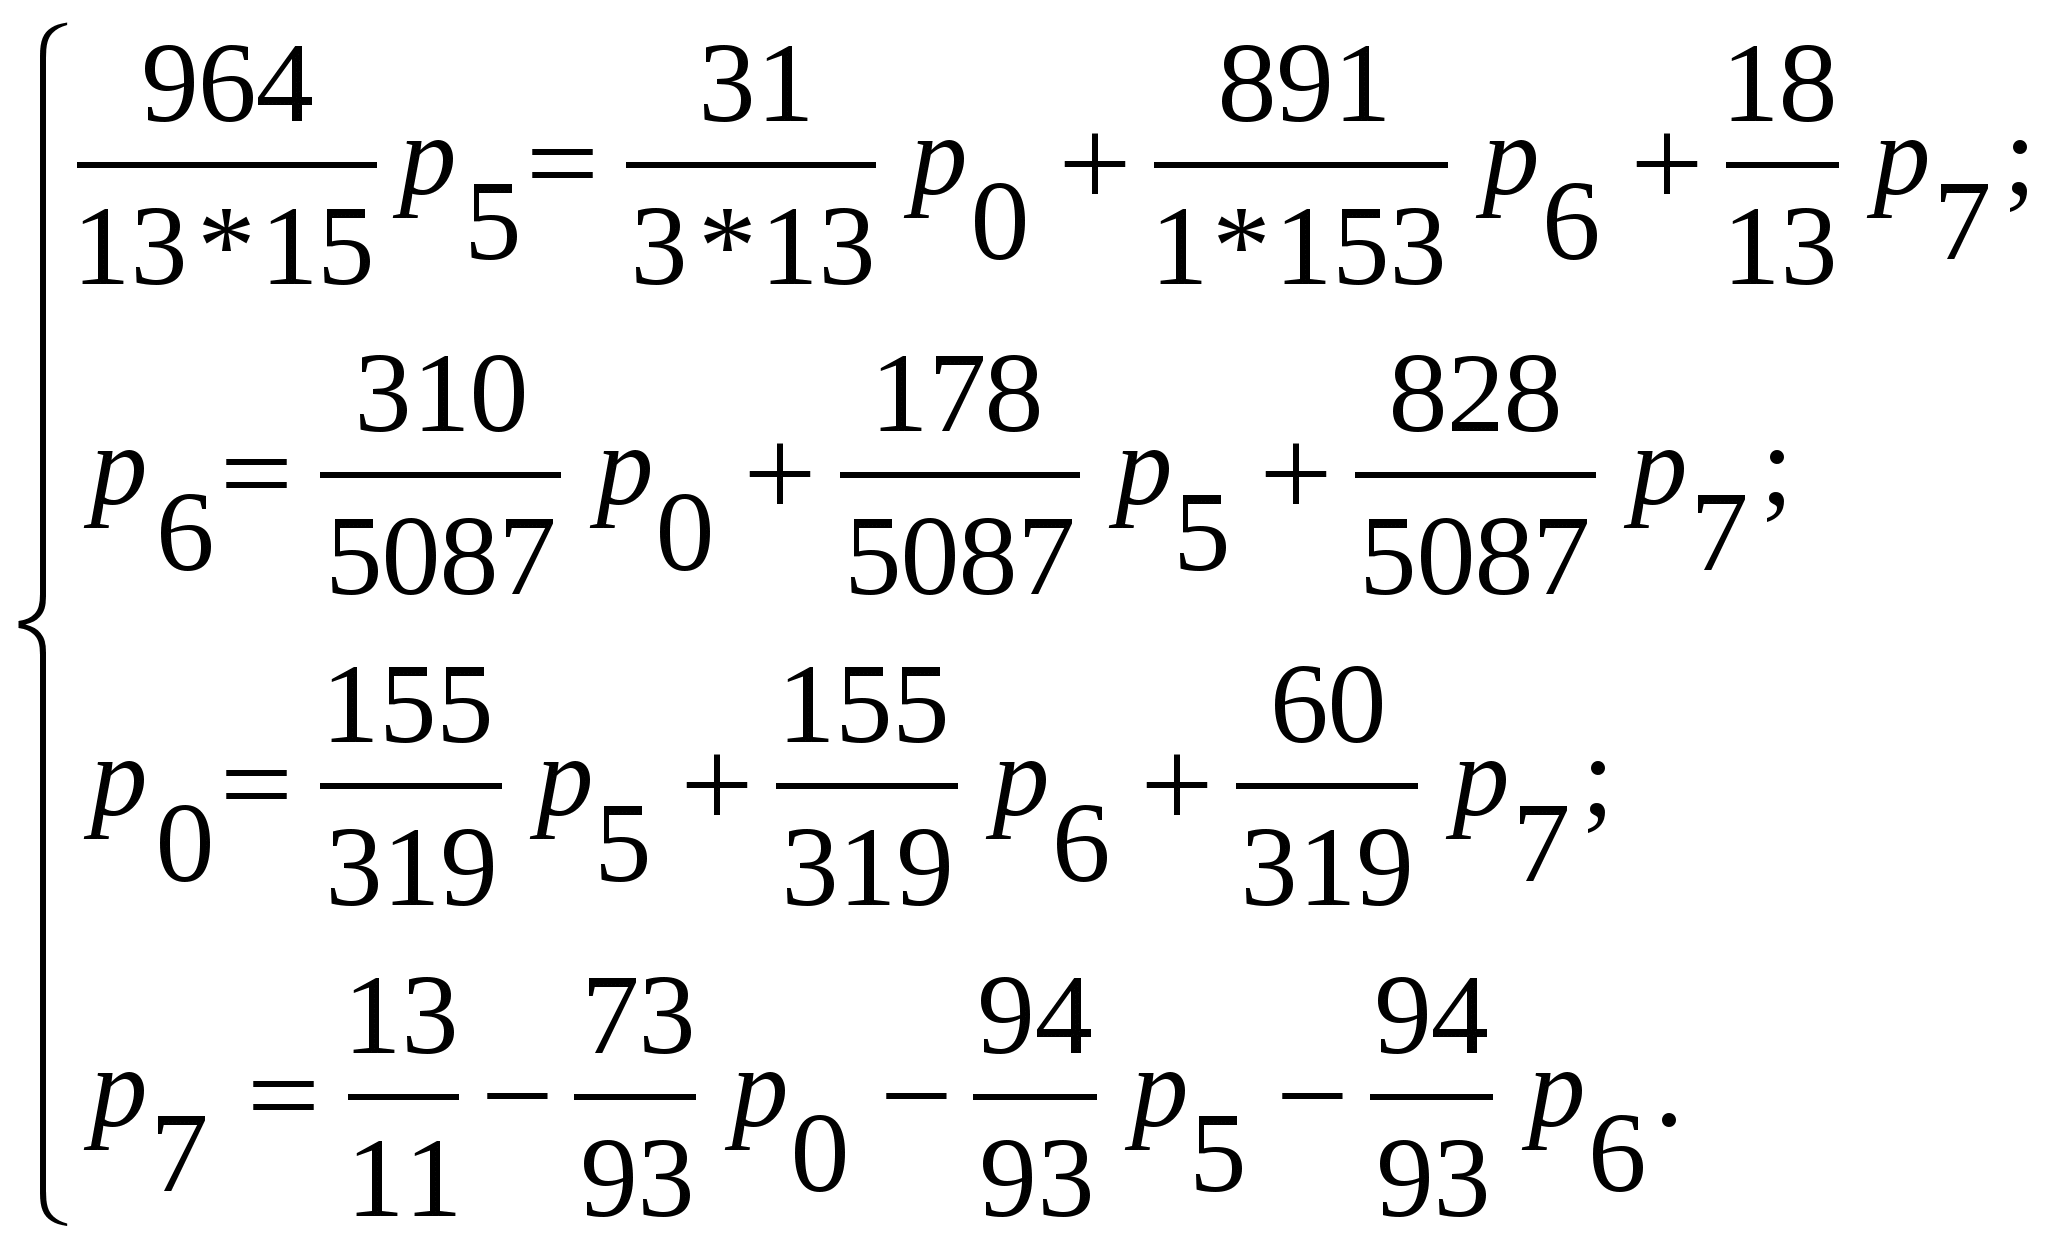 964/(13*15) p5 = 31/(3*13) p0 + 891/(1*153) p6 + 18/13 p7;
p6 = 310/5087 p0 + 178/5087 p5 + 828/5087 p7;
p0 = 155/319 p5 + 155/319 p6 + 60/319 p7;
p7 = 13/11 − 73/93 p0 − 94/93 p5 − 94/93 p6.